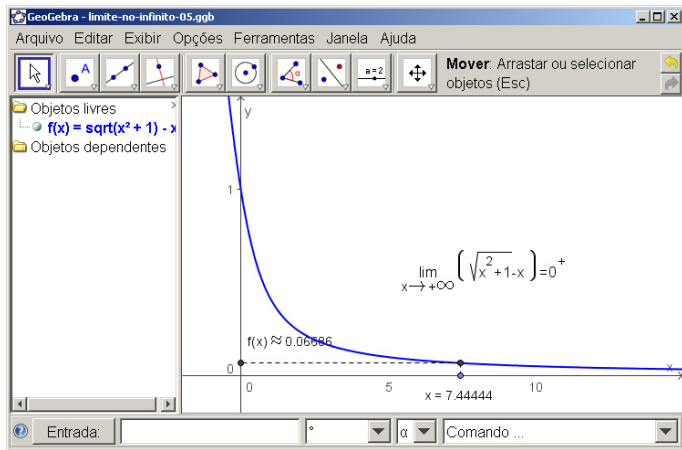 GeoGebra - limite-no-infinito-05.ggb
Arquivo Editar Exibir Opções Ferramentas Janela Ajuda
A
a=2
Mover: Arrastar ou selecionar
objetos (Esc)
Objetos livres
f(x) = sqrt(x² + 1) - x
Objetos dependentes
y
1
lim x→+∞ (√x²+1-x)=0⁺
f(x) ≈ 0.06686
0
x
0 5 10
x = 7.44444
Entrada: ° α Comando ...